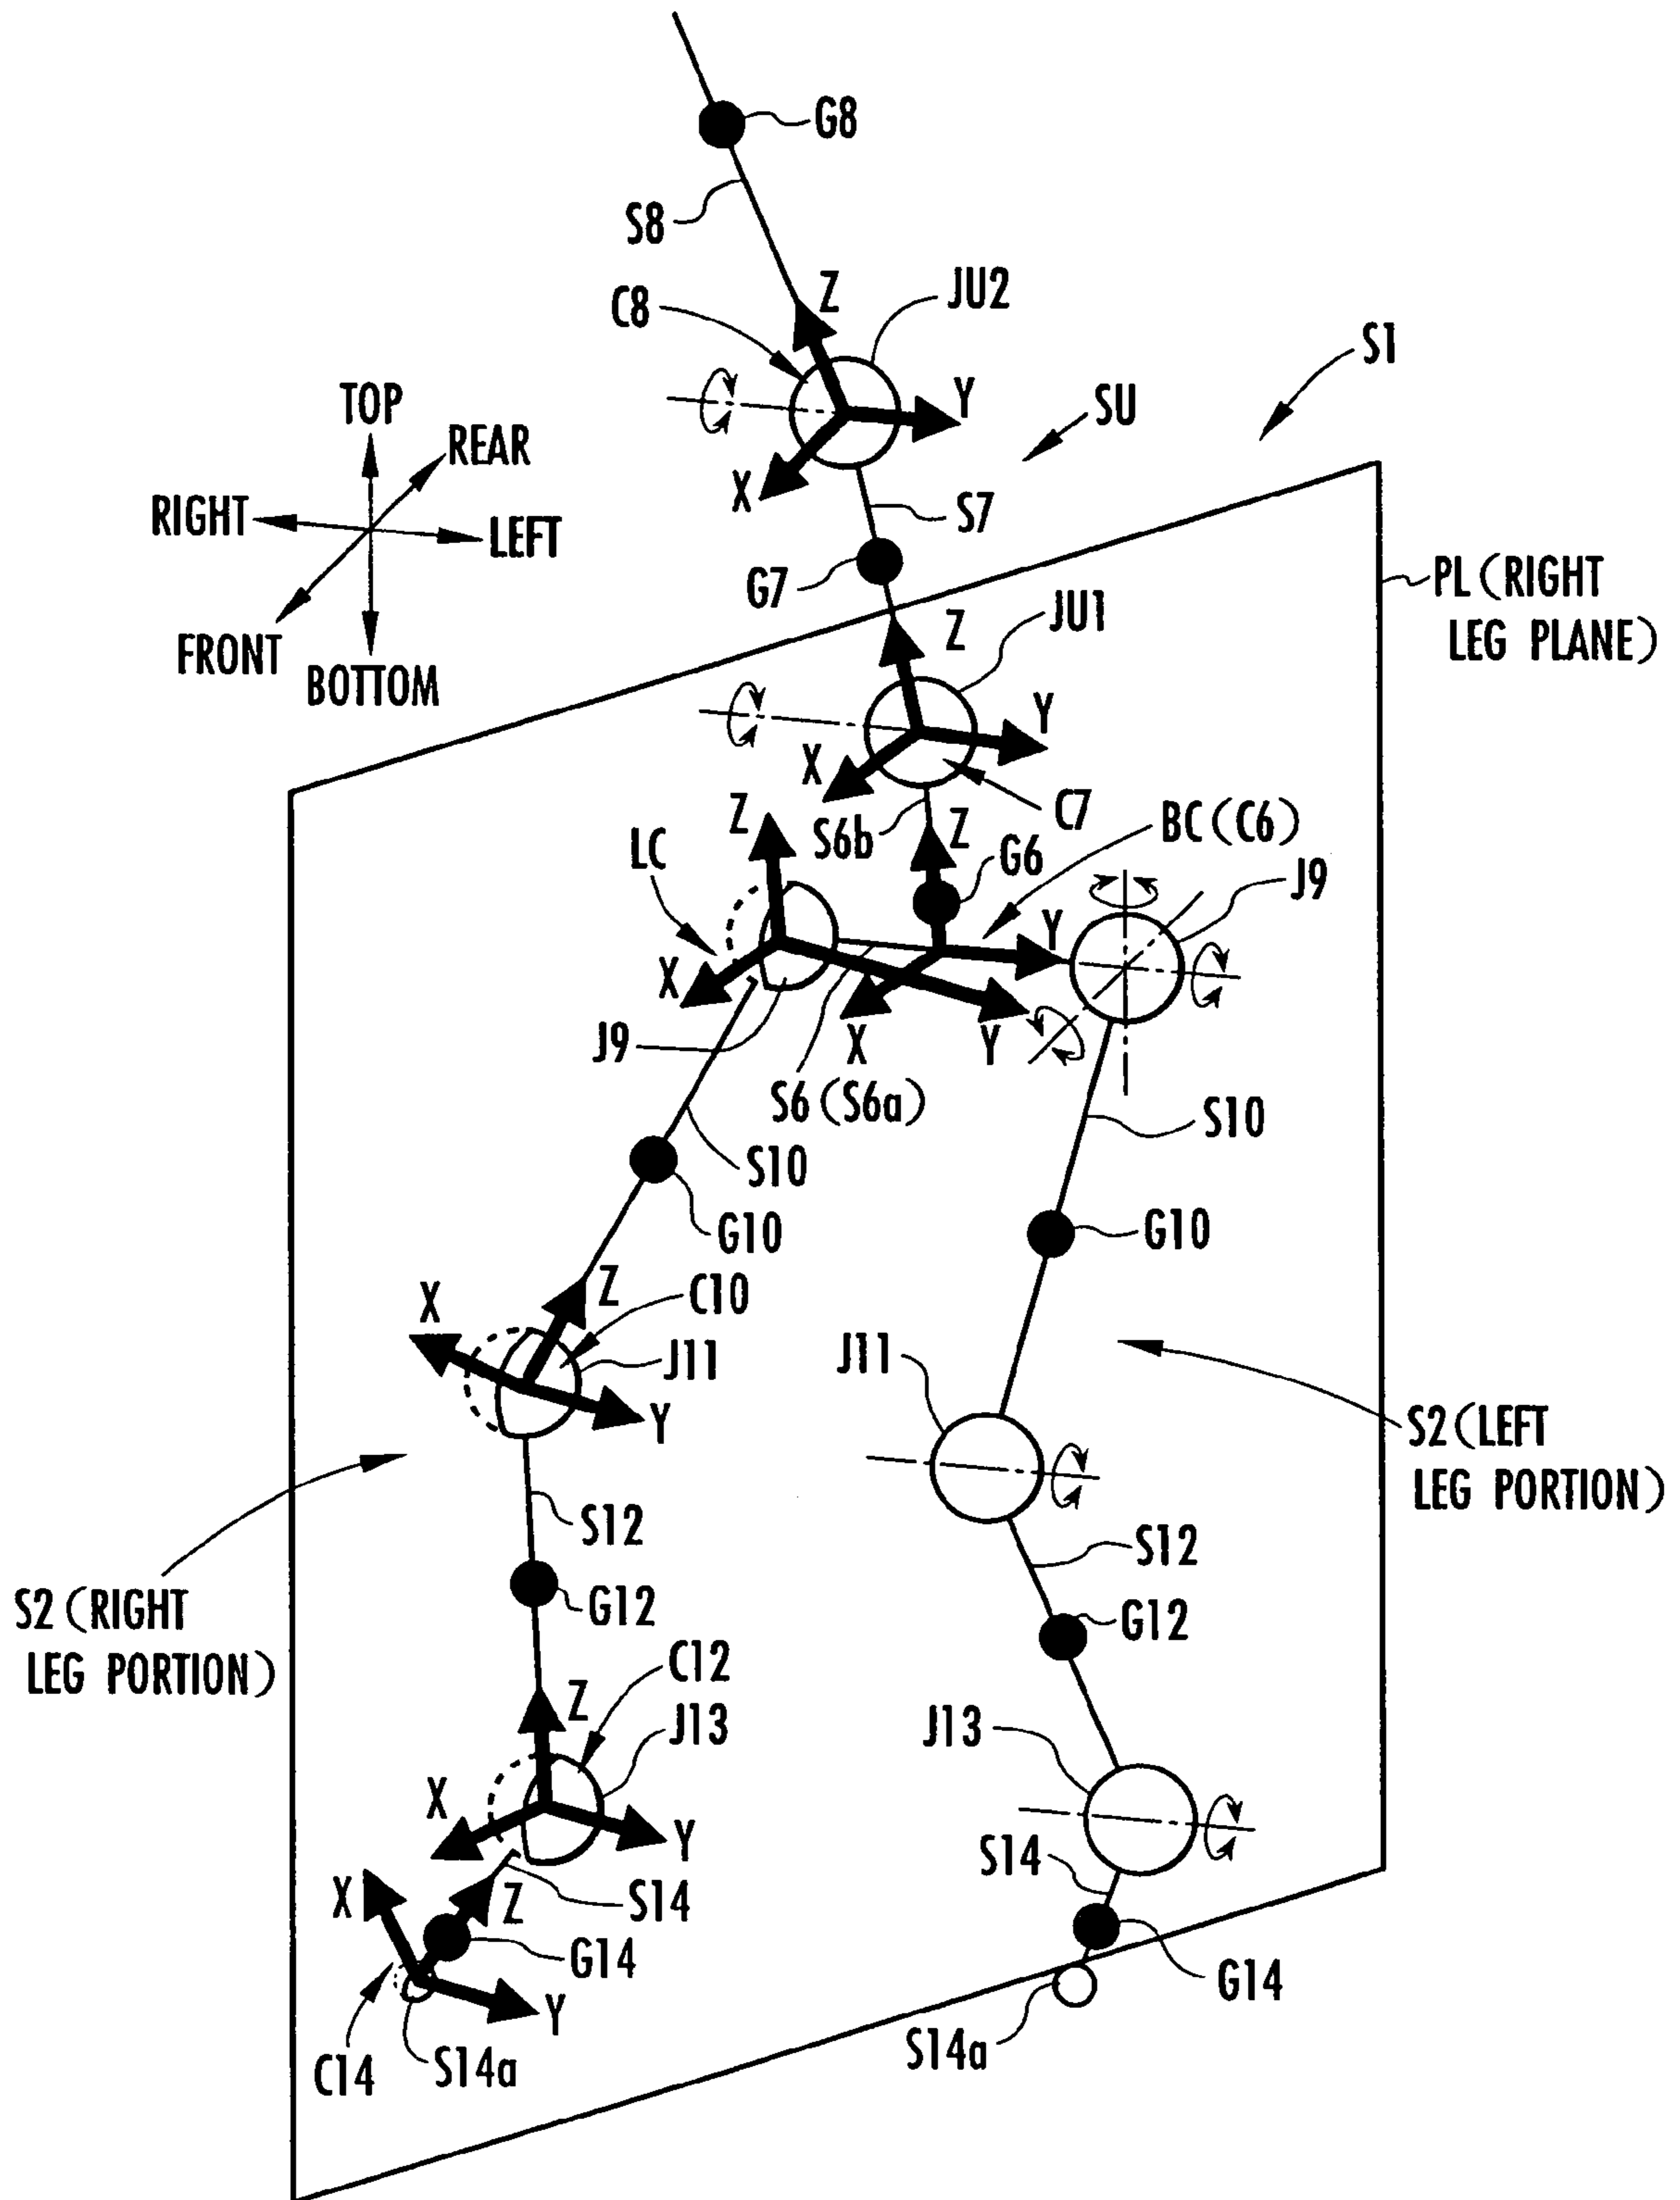 G8
S8
Z
JU2
C8
S1
TOP
Y
SU
REAR
X
RIGHT
LEFT
S7
G7
PL (RIGHT
LEG PLANE)
JU1
Z
FRONT
BOTTOM
Y
X
C7
Z
S6b
Z
BC (C6)
LC
G6
J9
Y
X
J9
X
Y
S6 (S6a)
S10
S10
G10
G10
Z
C10
X
J11
J11
Y
S2 (LEFT
LEG PORTION)
S12
S12
S2 (RIGHT
LEG PORTION)
G12
G12
C12
Z
J13
J13
X
Y
S14
X
Z
S14
G14
G14
Y
S14a
C14
S14a